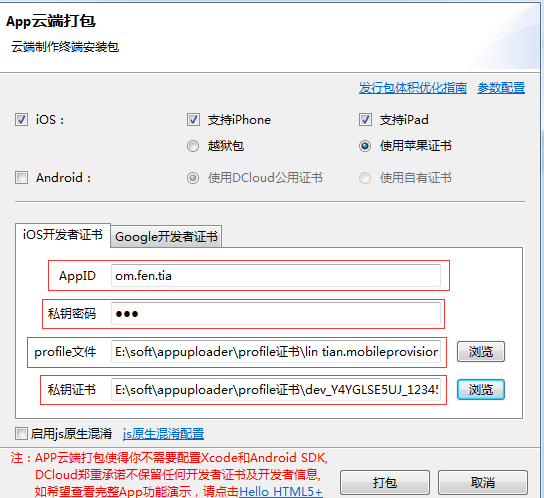 App云端打包
云端制作终端安装包
发行包体积优化指南 参数配置
iOS： 支持iPhone 支持iPad
越狱包 使用苹果证书
Android： 使用DCloud公用证书 使用自有证书
iOS开发者证书 Google开发者证书
AppID om.fen.tia
私钥密码 ●●●
profile文件 E:\soft\appuploader\profile证书\lin tian.mobileprovision 浏览
私钥证书 E:\soft\appuploader\profile证书\dev_Y4YGLSE5UJ_12345 浏览
启用js原生混淆 js原生混淆配置
注：APP云端打包使得你不需要配置Xcode和Android SDK,
DCloud郑重承诺不保留任何开发者证书及开发者信息,
如希望查看完整App功能演示，请点击Hello HTML5+
打包 取消